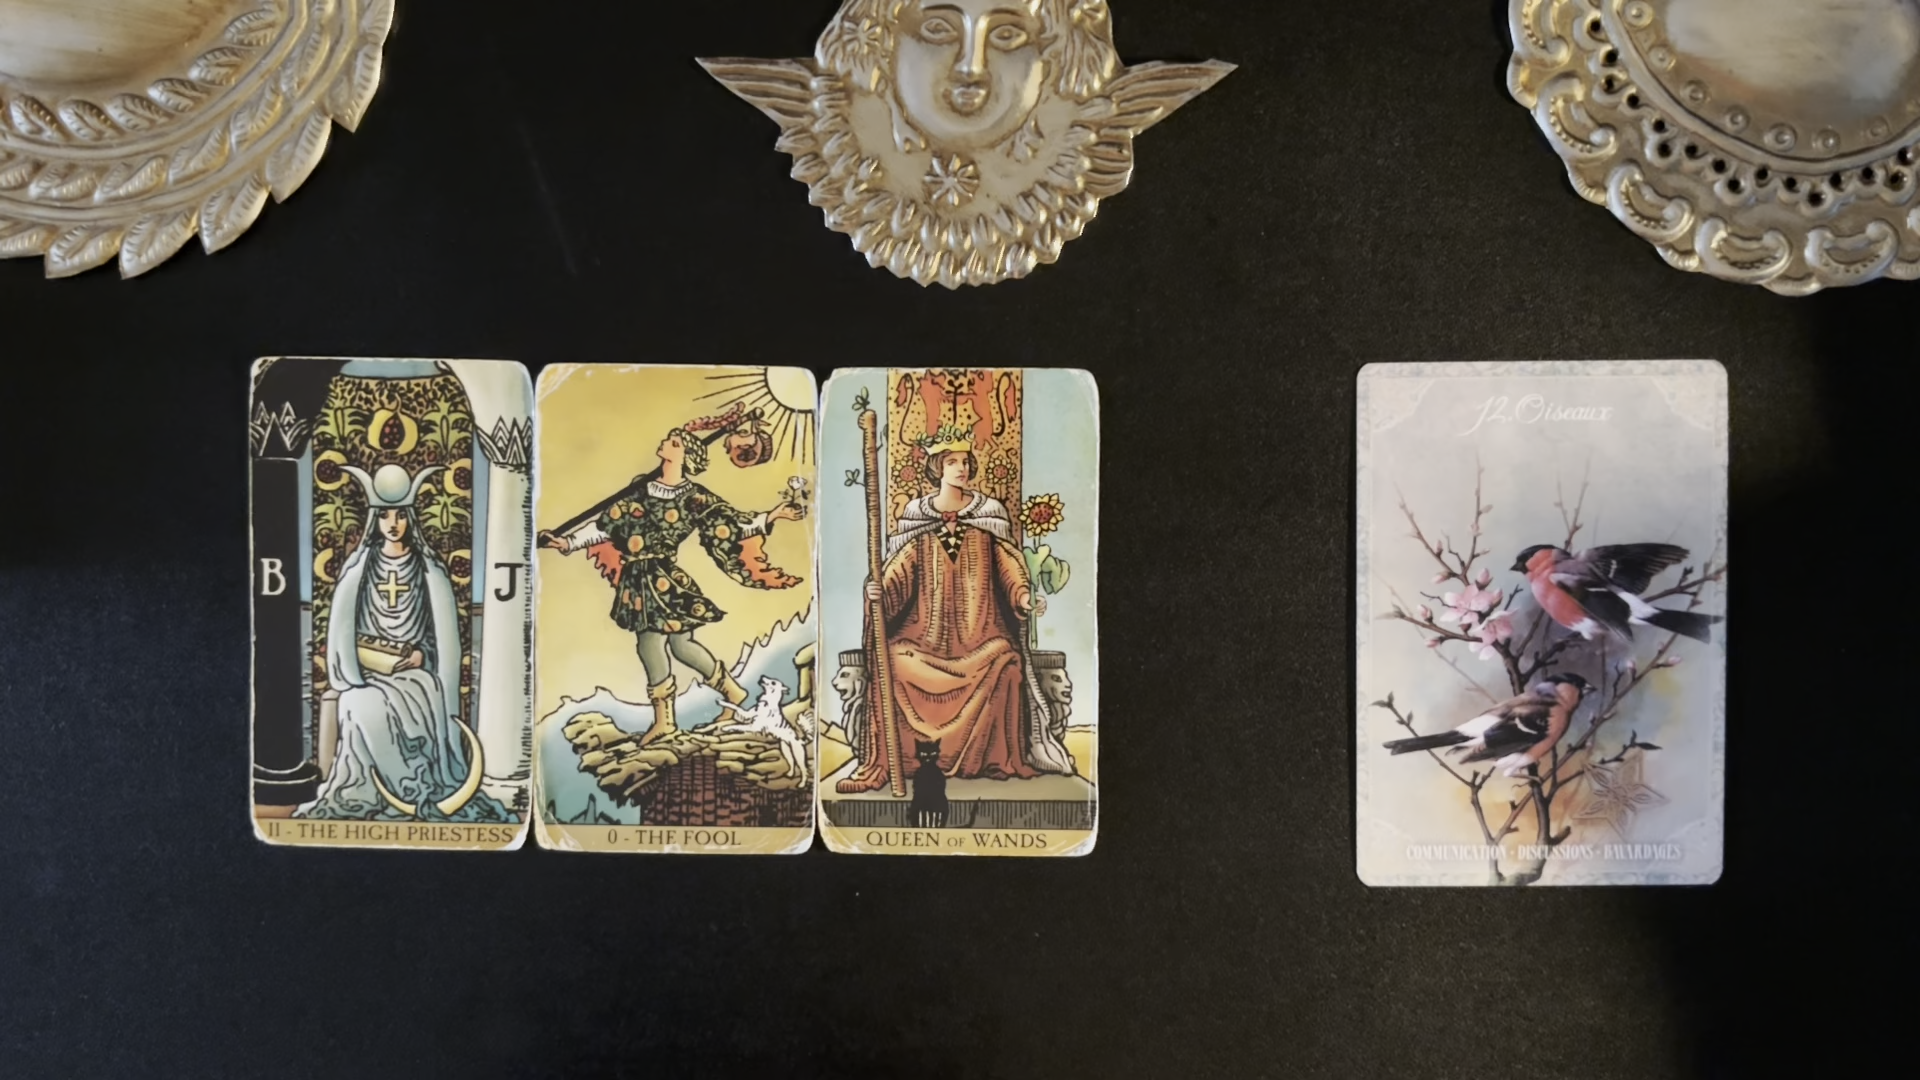 B
J
II - THE HIGH PRIESTESS
0 - THE FOOL
QUEEN OF WANDS
12. Oiseaux
COMMUNICATION - DISCUSSIONS - BAVARDAGES